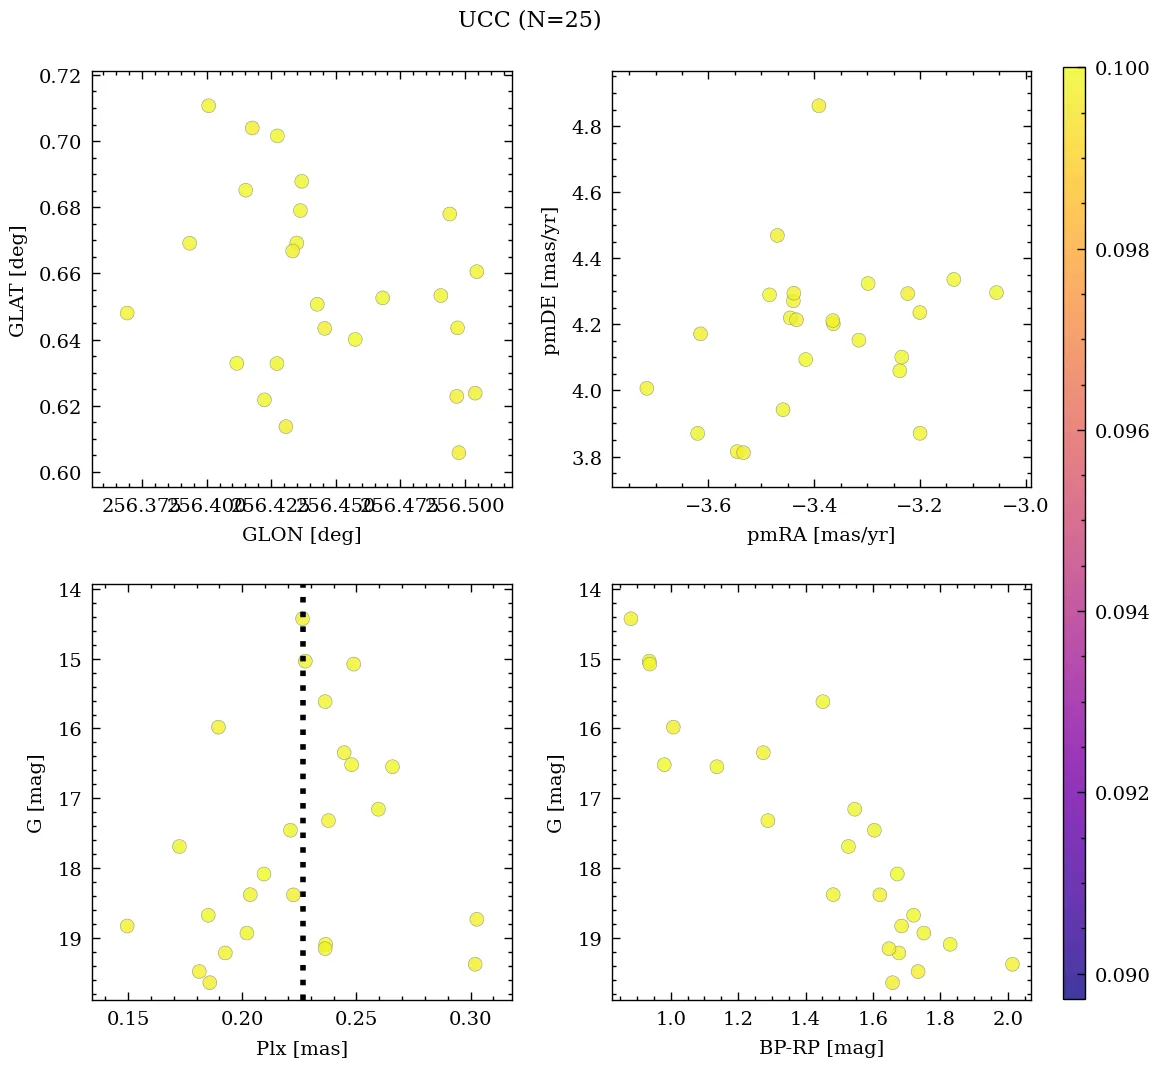 UCC (N=25)
0.72
0.70
0.68
0.66
0.64
0.62
0.60
GLAT [deg]
256.375 256.400 256.425 256.450 256.475 256.500
GLON [deg]
4.8
4.6
4.4
4.2
4.0
3.8
pmDE [mas/yr]
−3.6 −3.4 −3.2 −3.0
pmRA [mas/yr]
14
15
16
17
18
19
G [mag]
0.15 0.20 0.25 0.30
Plx [mas]
14
15
16
17
18
19
G [mag]
1.0 1.2 1.4 1.6 1.8 2.0
BP-RP [mag]
0.100
0.098
0.096
0.094
0.092
0.090